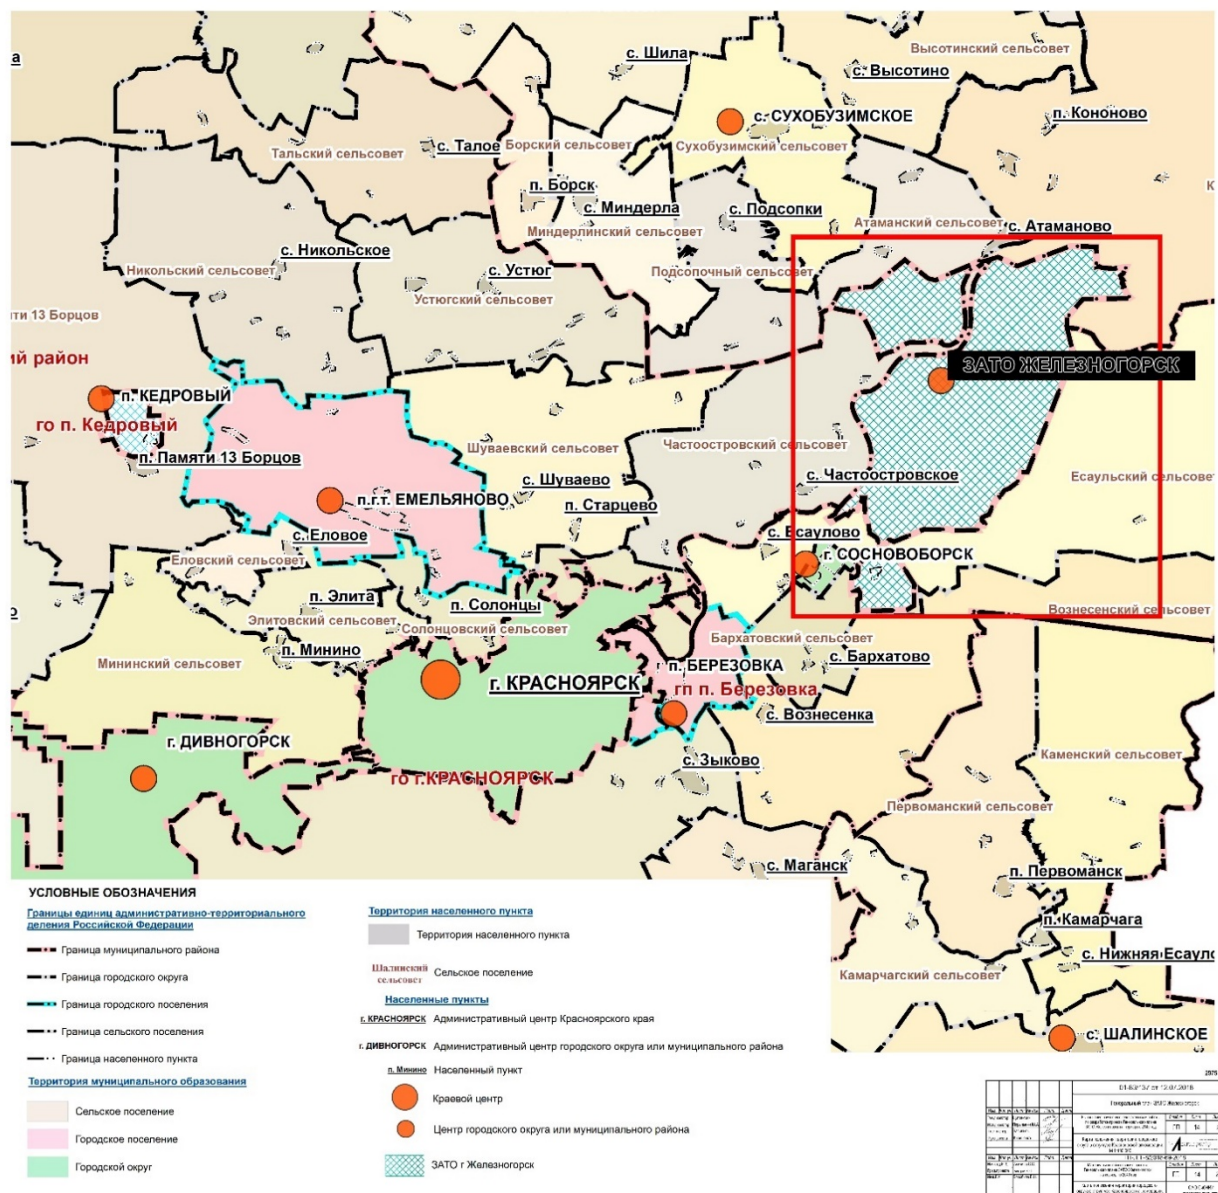 а
с. Шила
Высотинский сельсовет
с. Высотино
п. Кононово
с. СУХОБУЗИМСКОЕ
Тальский сельсовет
с. Талое
Борский сельсовет
Сухобузимский сельсовет
п. Борск
с. Миндерла
с. Подсопки
Миндерлинский сельсовет
Атаманский сельсовет
с. Атаманово
К
с. Никольское
Никольский сельсовет
с. Устюг
Устюгский сельсовет
Подсопочный сельсовет
яти 13 Борцов
ий район
ЗАТО ЖЕЛЕЗНОГОРСК
п. КЕДРОВЫЙ
го п. Кедровый
п. Памяти 13 Борцов
Шуваевский сельсовет
Частоостровский сельсовет
с. Частоостровское
Есаульский сельсовет
с. Шуваево
п.г.т. ЕМЕЛЬЯНОВО
п. Старцево
с. Еловое
с. Есаулово
г. СОСНОВОБОРСК
Еловский сельсовет
п. Элита
п. Солонцы
Вознесенский сельсовет
Элитовский сельсовет
Солонцовский сельсовет
Бархатовский сельсовет
п. Минино
Мининский сельсовет
с. Бархатово
п. БЕРЕЗОВКА
г. КРАСНОЯРСК
гп п. Березовка
с. Вознесенка
г. ДИВНОГОРСК
с. Зыково
Каменский сельсовет
го г.КРАСНОЯРСК
Первоманский сельсовет
с. Маганск
п. Первоманск
п. Камарчага
с. Нижняя Есаулс
Камарчагский сельсовет
с. ШАЛИНСКОЕ
УСЛОВНЫЕ ОБОЗНАЧЕНИЯ
Границы единиц административно-территориального
деления Российской Федерации
Граница муниципального района
Граница городского округа
Граница городского поселения
Граница сельского поселения
Граница населенного пункта
Территория муниципального образования
Сельское поселение
Городское поселение
Городской округ
Территория населенного пункта
Территория населенного пункта
Шалинский
сельсовет
Сельское поселение
Населенные пункты
г. КРАСНОЯРСК Административный центр Красноярского края
г. ДИВНОГОРСК Административный центр городского округа или муниципального района
п. Минино Населенный пункт
Краевой центр
Центр городского округа или муниципального района
ЗАТО г Железногорск